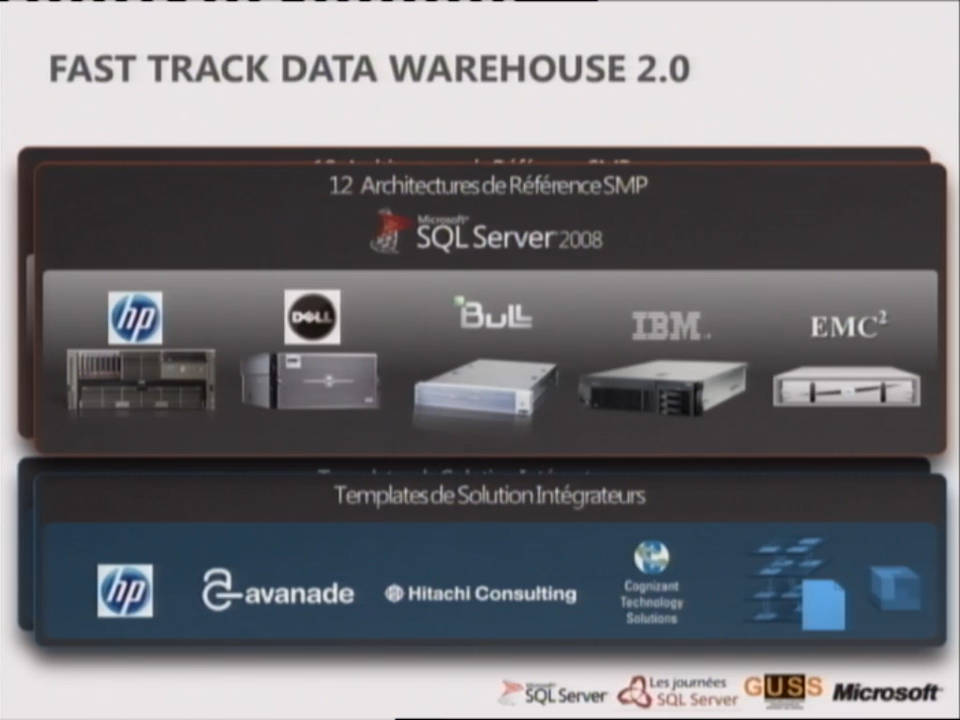 FAST TRACK DATA WAREHOUSE 2.0
12 Architectures de Référence SMP
Microsoft
SQL Server 2008
hp
DELL
Bull
IBM
EMC²
Templates de Solution Intégrateurs
hp
avanade
Hitachi Consulting
Cognizant
Technology
Solutions
Microsoft
SQL Server
Les journées
SQL Server
GUSS
Microsoft